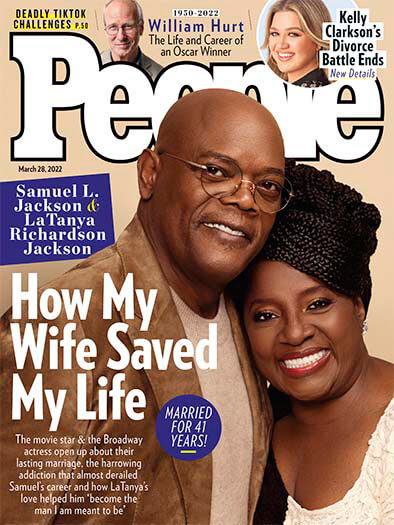 DEADLY TIKTOK
CHALLENGES P.50
1950-2022
William Hurt
The Life and Career of
an Oscar Winner
Kelly
Clarkson's
Divorce
Battle Ends
New Details
People
March 28, 2022
Samuel L.
Jackson &
LaTanya
Richardson
Jackson
How My
Wife Saved
My Life
MARRIED
FOR 41
YEARS!
The movie star & the Broadway
actress open up about their
lasting marriage, the harrowing
addiction that almost derailed
Samuel's career and how LaTanya's
love helped him 'become the
man I am meant to be'